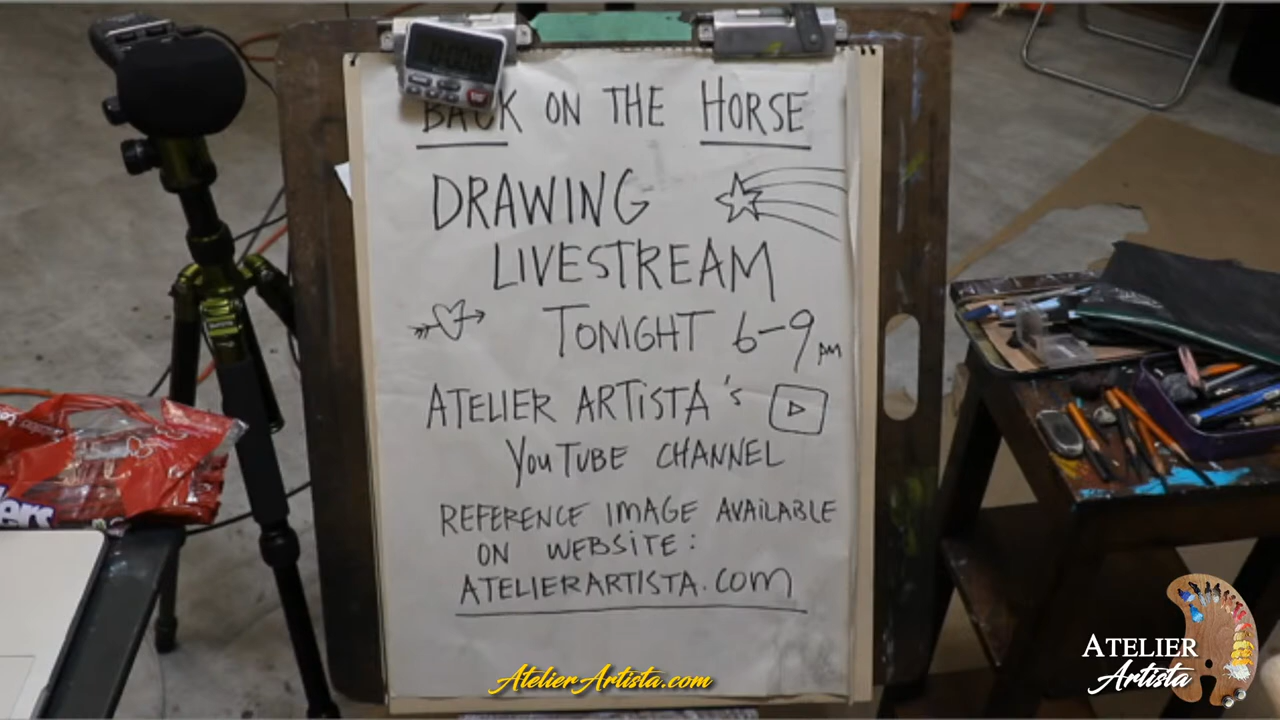 BACK ON THE HORSE
DRAWING
LIVESTREAM
TONIGHT 6-9 pm
ATELIER ARTISTA's
YOUTUBE CHANNEL
REFERENCE IMAGE AVAILABLE
ON WEBSITE:
ATELIERARTISTA.COM
AtelierArtista.com
ATELIER
Artista